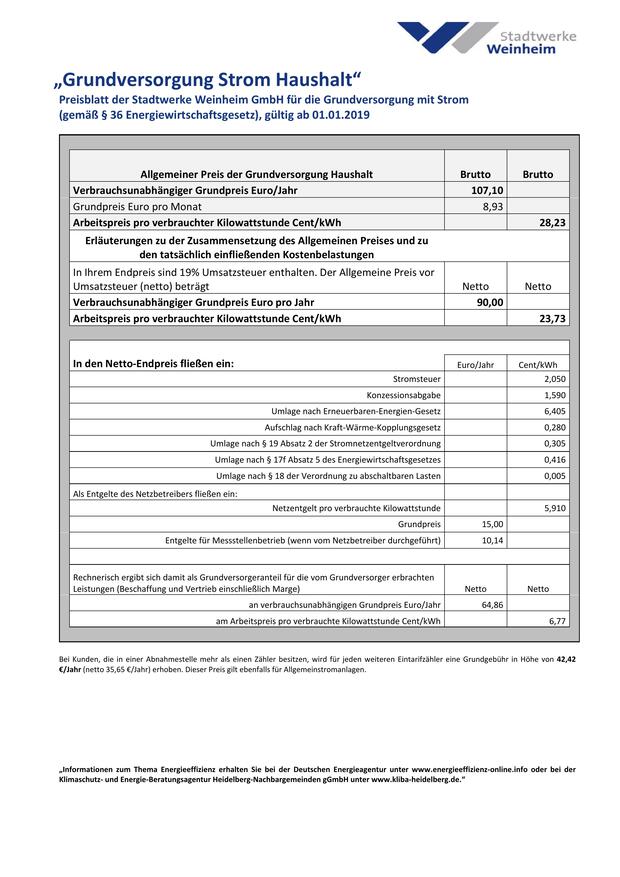 Stadtwerke
Weinheim
„Grundversorgung Strom Haushalt“
Preisblatt der Stadtwerke Weinheim GmbH für die Grundversorgung mit Strom
(gemäß § 36 Energiewirtschaftsgesetz), gültig ab 01.01.2019
Allgemeiner Preis der Grundversorgung Haushalt Brutto Brutto
Verbrauchsunabhängiger Grundpreis Euro/Jahr 107,10
Grundpreis Euro pro Monat 8,93
Arbeitspreis pro verbrauchter Kilowattstunde Cent/kWh 28,23
Erläuterungen zu der Zusammensetzung des Allgemeinen Preises und zu
den tatsächlich einfließenden Kostenbelastungen
In Ihrem Endpreis sind 19% Umsatzsteuer enthalten. Der Allgemeine Preis vor
Umsatzsteuer (netto) beträgt Netto Netto
Verbrauchsunabhängiger Grundpreis Euro pro Jahr 90,00
Arbeitspreis pro verbrauchter Kilowattstunde Cent/kWh 23,73
In den Netto-Endpreis fließen ein: Euro/Jahr Cent/kWh
Stromsteuer 2,050
Konzessionsabgabe 1,590
Umlage nach Erneuerbaren-Energien-Gesetz 6,405
Aufschlag nach Kraft-Wärme-Kopplungsgesetz 0,280
Umlage nach § 19 Absatz 2 der Stromnetzentgeltverordnung 0,305
Umlage nach § 17f Absatz 5 des Energiewirtschaftsgesetzes 0,416
Umlage nach § 18 der Verordnung zu abschaltbaren Lasten 0,005
Als Entgelte des Netzbetreibers fließen ein:
Netzentgelt pro verbrauchte Kilowattstunde 5,910
Grundpreis 15,00
Entgelte für Messstellenbetrieb (wenn vom Netzbetreiber durchgeführt) 10,14
Rechnerisch ergibt sich damit als Grundversorgeranteil für die vom Grundversorger erbrachten
Leistungen (Beschaffung und Vertrieb einschließlich Marge) Netto Netto
an verbrauchsunabhängigen Grundpreis Euro/Jahr 64,86
am Arbeitspreis pro verbrauchte Kilowattstunde Cent/kWh 6,77
Bei Kunden, die in einer Abnahmestelle mehr als einen Zähler besitzen, wird für jeden weiteren Eintarifzähler eine Grundgebühr in Höhe von 42,42
€/Jahr (netto 35,65 €/Jahr) erhoben. Dieser Preis gilt ebenfalls für Allgemeinstromanlagen.
„Informationen zum Thema Energieeffizienz erhalten Sie bei der Deutschen Energieagentur unter www.energieeffizienz-online.info oder bei der
Klimaschutz- und Energie-Beratungsagentur Heidelberg-Nachbargemeinden gGmbH unter www.kliba-heidelberg.de.“